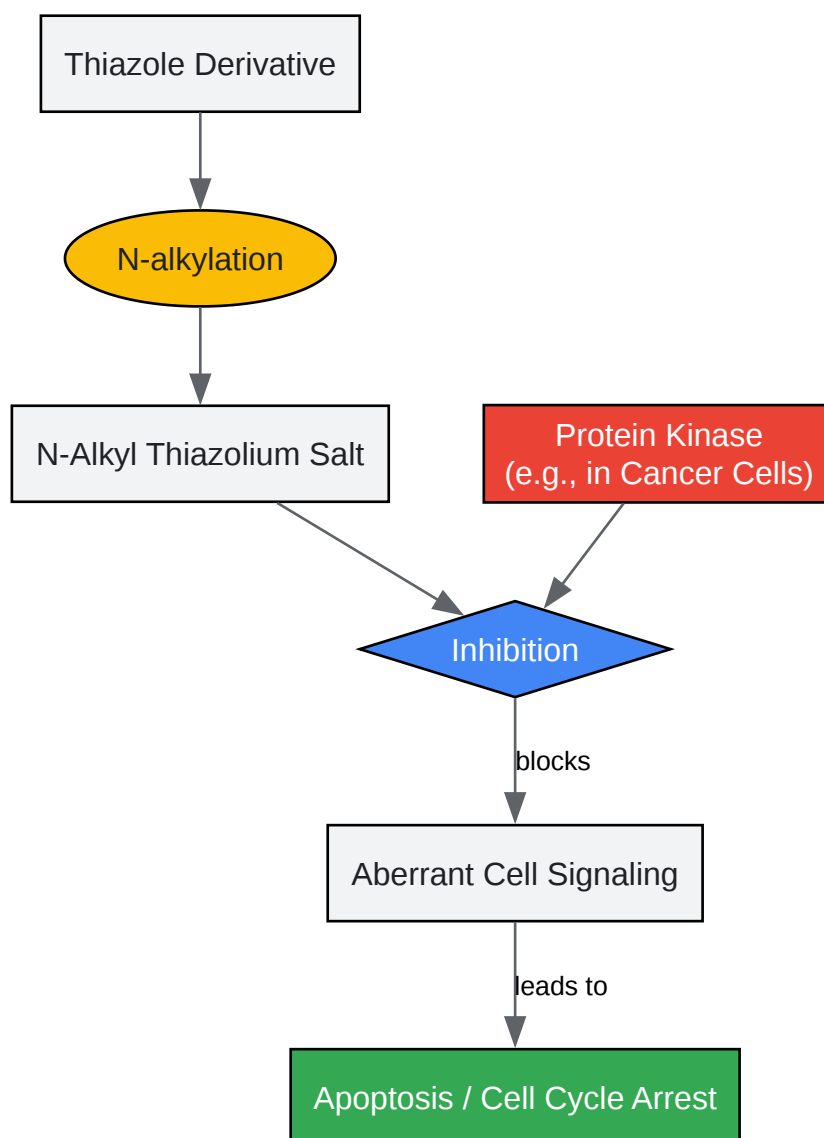 Thiazole Derivative
N-alkylation
N-Alkyl Thiazolium Salt
Protein Kinase
(e.g., in Cancer Cells)
Inhibition
blocks
Aberrant Cell Signaling
leads to
Apoptosis / Cell Cycle Arrest